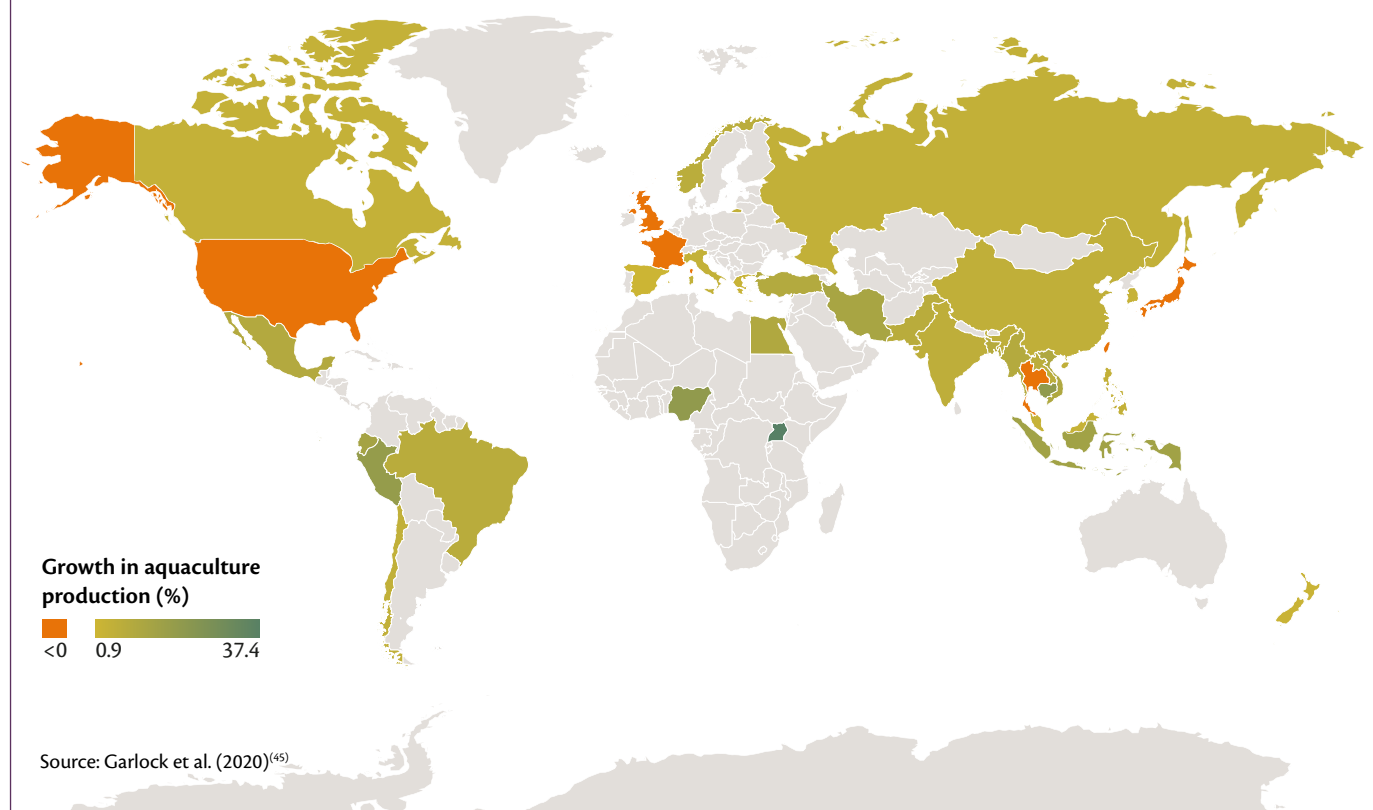 Growth in aquaculture
production (%)
<0 0.9 37.4
Source: Garlock et al. (2020)(45)